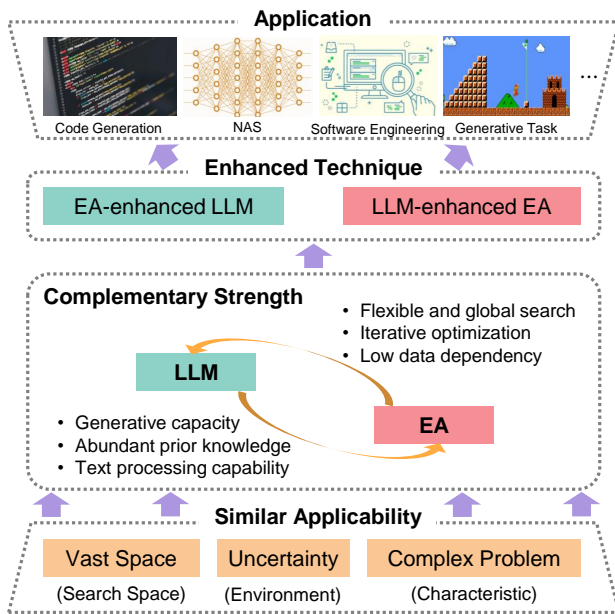 Application
Code Generation
NAS
Software Engineering
Generative Task
...
Enhanced Technique
EA-enhanced LLM
LLM-enhanced EA
Complementary Strength
• Flexible and global search
• Iterative optimization
• Low data dependency
LLM
EA
• Generative capacity
• Abundant prior knowledge
• Text processing capability
Similar Applicability
Vast Space
Uncertainty
Complex Problem
(Search Space)
(Environment)
(Characteristic)